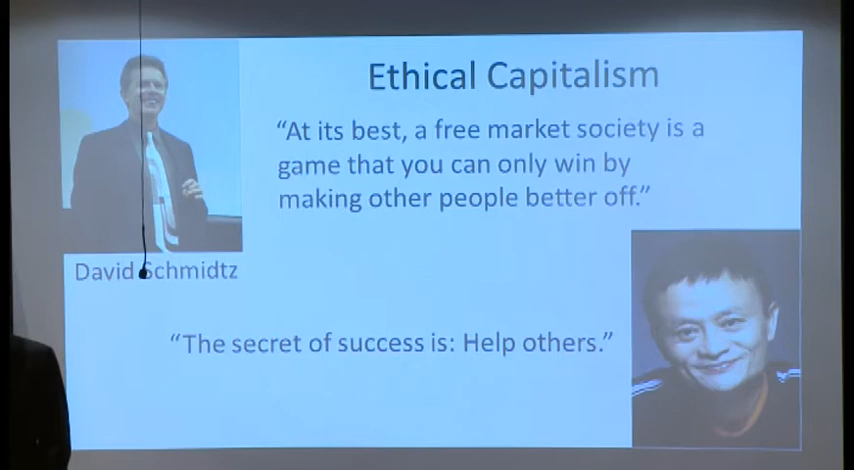 Ethical Capitalism
“At its best, a free market society is a
game that you can only win by
making other people better off.”
David Schmidtz
“The secret of success is: Help others.”